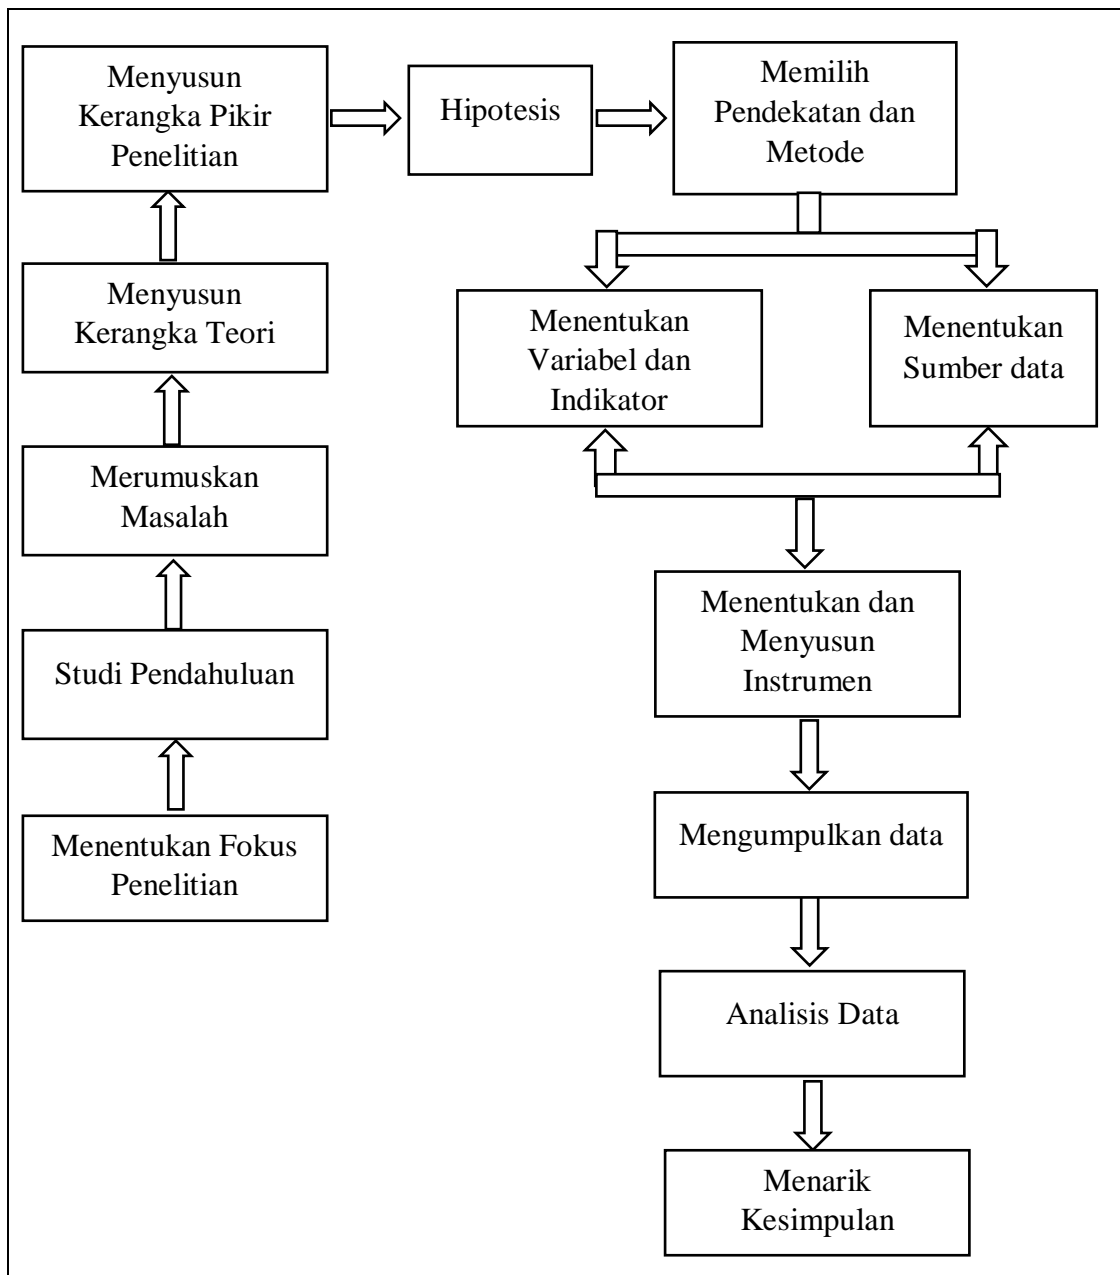 Menyusun
Kerangka Pikir
Penelitian
Hipotesis
Memilih
Pendekatan dan
Metode
Menyusun
Kerangka Teori
Menentukan
Variabel dan
Indikator
Menentukan
Sumber data
Merumuskan
Masalah
Studi Pendahuluan
Menentukan dan
Menyusun
Instrumen
Menentukan Fokus
Penelitian
Mengumpulkan data
Analisis Data
Menarik
Kesimpulan